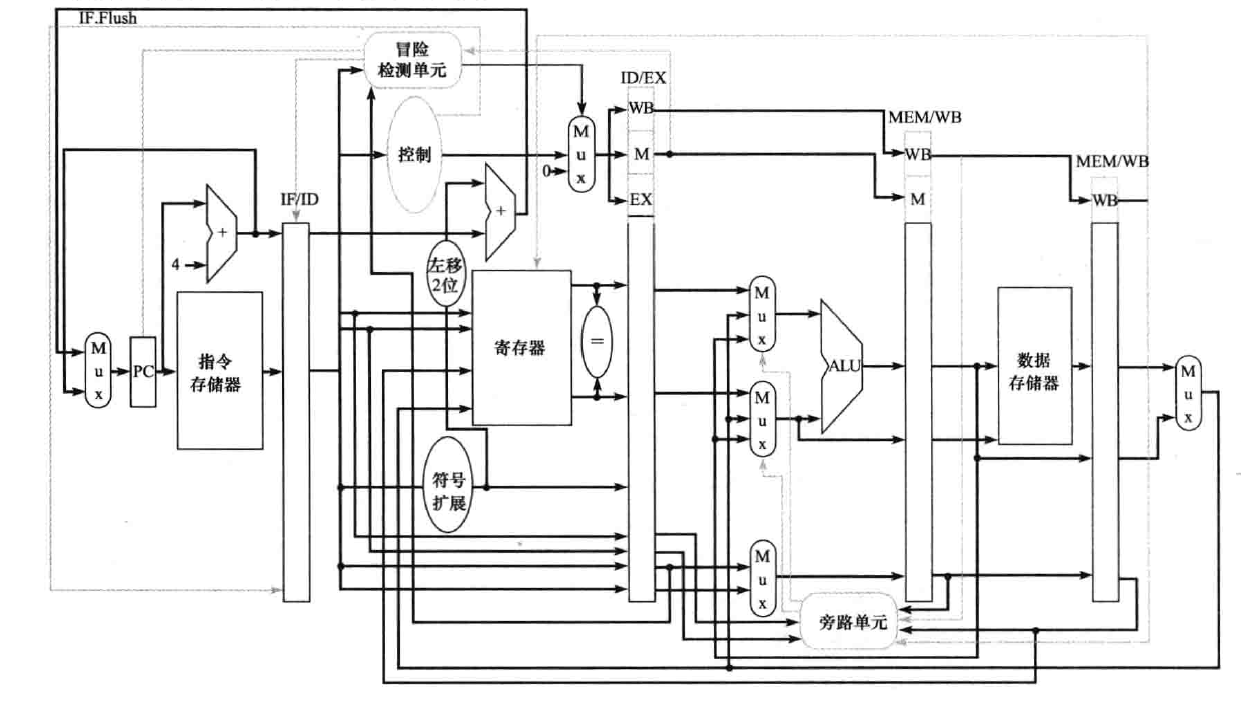 IF.Flush
冒险
检测单元
ID/EX
WB
MEM/WB
M
u
x
控制
M
0
WB
MEM/WB
IF/ID
+
EX
M
WB
+
4
左移
2位
M
u
x
M
u
x
PC
指令
存储器
寄存器
=
ALU
数据
存储器
M
u
x
M
u
x
符号
扩展
M
u
x
旁路单元